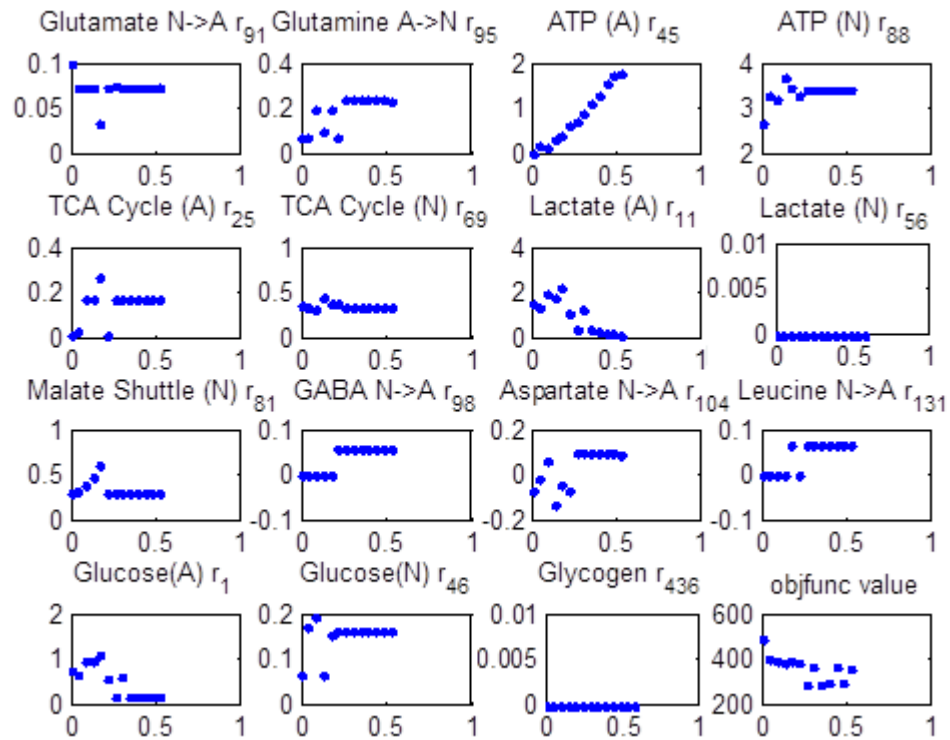 Glutamate N->A r91 Glutamine A->N r95 ATP (A) r45 ATP (N) r88
0.1 0.4 2 4
0.05 0.2 1 3
0 0 0 2
0 0.5 1 0 0.5 1 0 0.5 1 0 0.5 1
TCA Cycle (A) r25 TCA Cycle (N) r69 Lactate (A) r11 Lactate (N) r56
0.4 1 4 0.01
0.2 0.5 2 0.005
0 0 0 0
0 0.5 1 0 0.5 1 0 0.5 1 0 0.5 1
Malate Shuttle (N) r81 GABA N->A r98 Aspartate N->A r104 Leucine N->A r131
1 0.1 0.2 0.1
0.5 0 0 0
0 -0.1 -0.2 -0.1
0 0.5 1 0 0.5 1 0 0.5 1 0 0.5 1
Glucose(A) r1 Glucose(N) r46 Glycogen r436 objfunc value
2 0.2 0.01 600
1 0.1 0.005 400
0 0 0 200
0 0.5 1 0 0.5 1 0 0.5 1 0 0.5 1